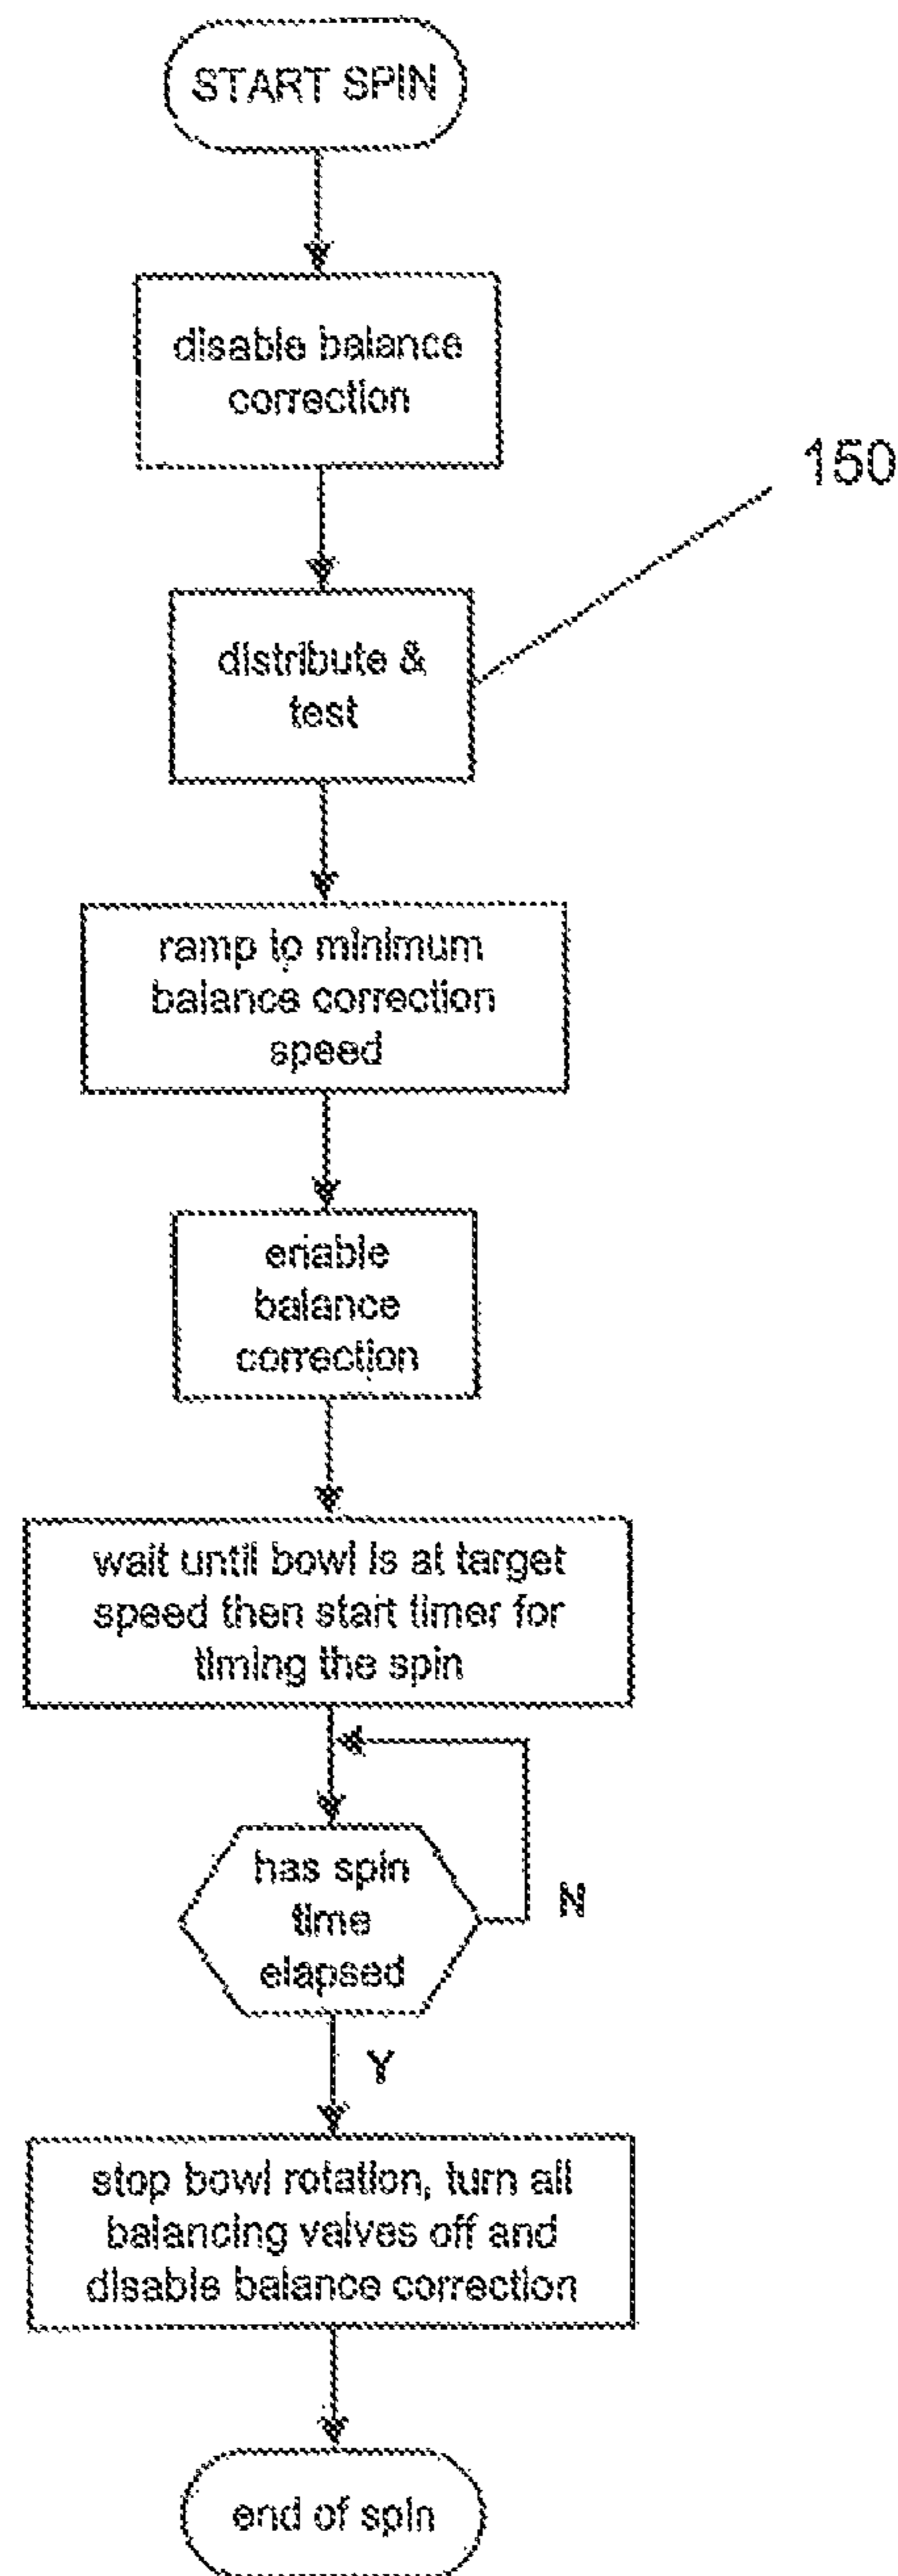 START SPIN
disable balance
correction
150
distribute &
test
ramp to minimum
balance correction
speed
enable
balance
correction
wait until bowl is at target
speed then start timer for
timing the spin
has spin
time
elapsed
N
Y
stop bowl rotation, turn all
balancing valves off and
disable balance correction
end of spin